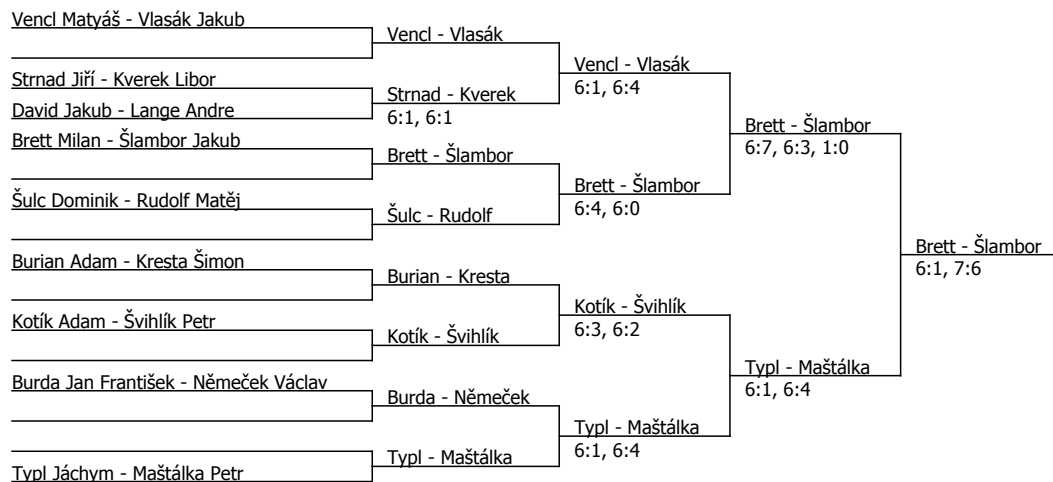 Vencl Matyáš - Vlasák Jakub
Strnad Jiří - Kverek Libor
David Jakub - Lange Andre
Brett Milan - Šlambor Jakub
Šulc Dominik - Rudolf Matěj
Burian Adam - Kresta Šimon
Kotík Adam - Švihlík Petr
Burda Jan František - Němeček Václav
Typl Jáchym - Maštálka Petr
Vencl - Vlasák
Strnad - Kverek
6:1, 6:1
Brett - Šlambor
Šulc - Rudolf
Burian - Kresta
Kotík - Švihlík
Burda - Němeček
Typl - Maštálka
Vencl - Vlasák
6:1, 6:4
Brett - Šlambor
6:4, 6:0
Kotík - Švihlík
6:3, 6:2
Typl - Maštálka
6:1, 6:4
Brett - Šlambor
6:7, 6:3, 1:0
Typl - Maštálka
6:1, 6:4
Brett - Šlambor
6:1, 7:6